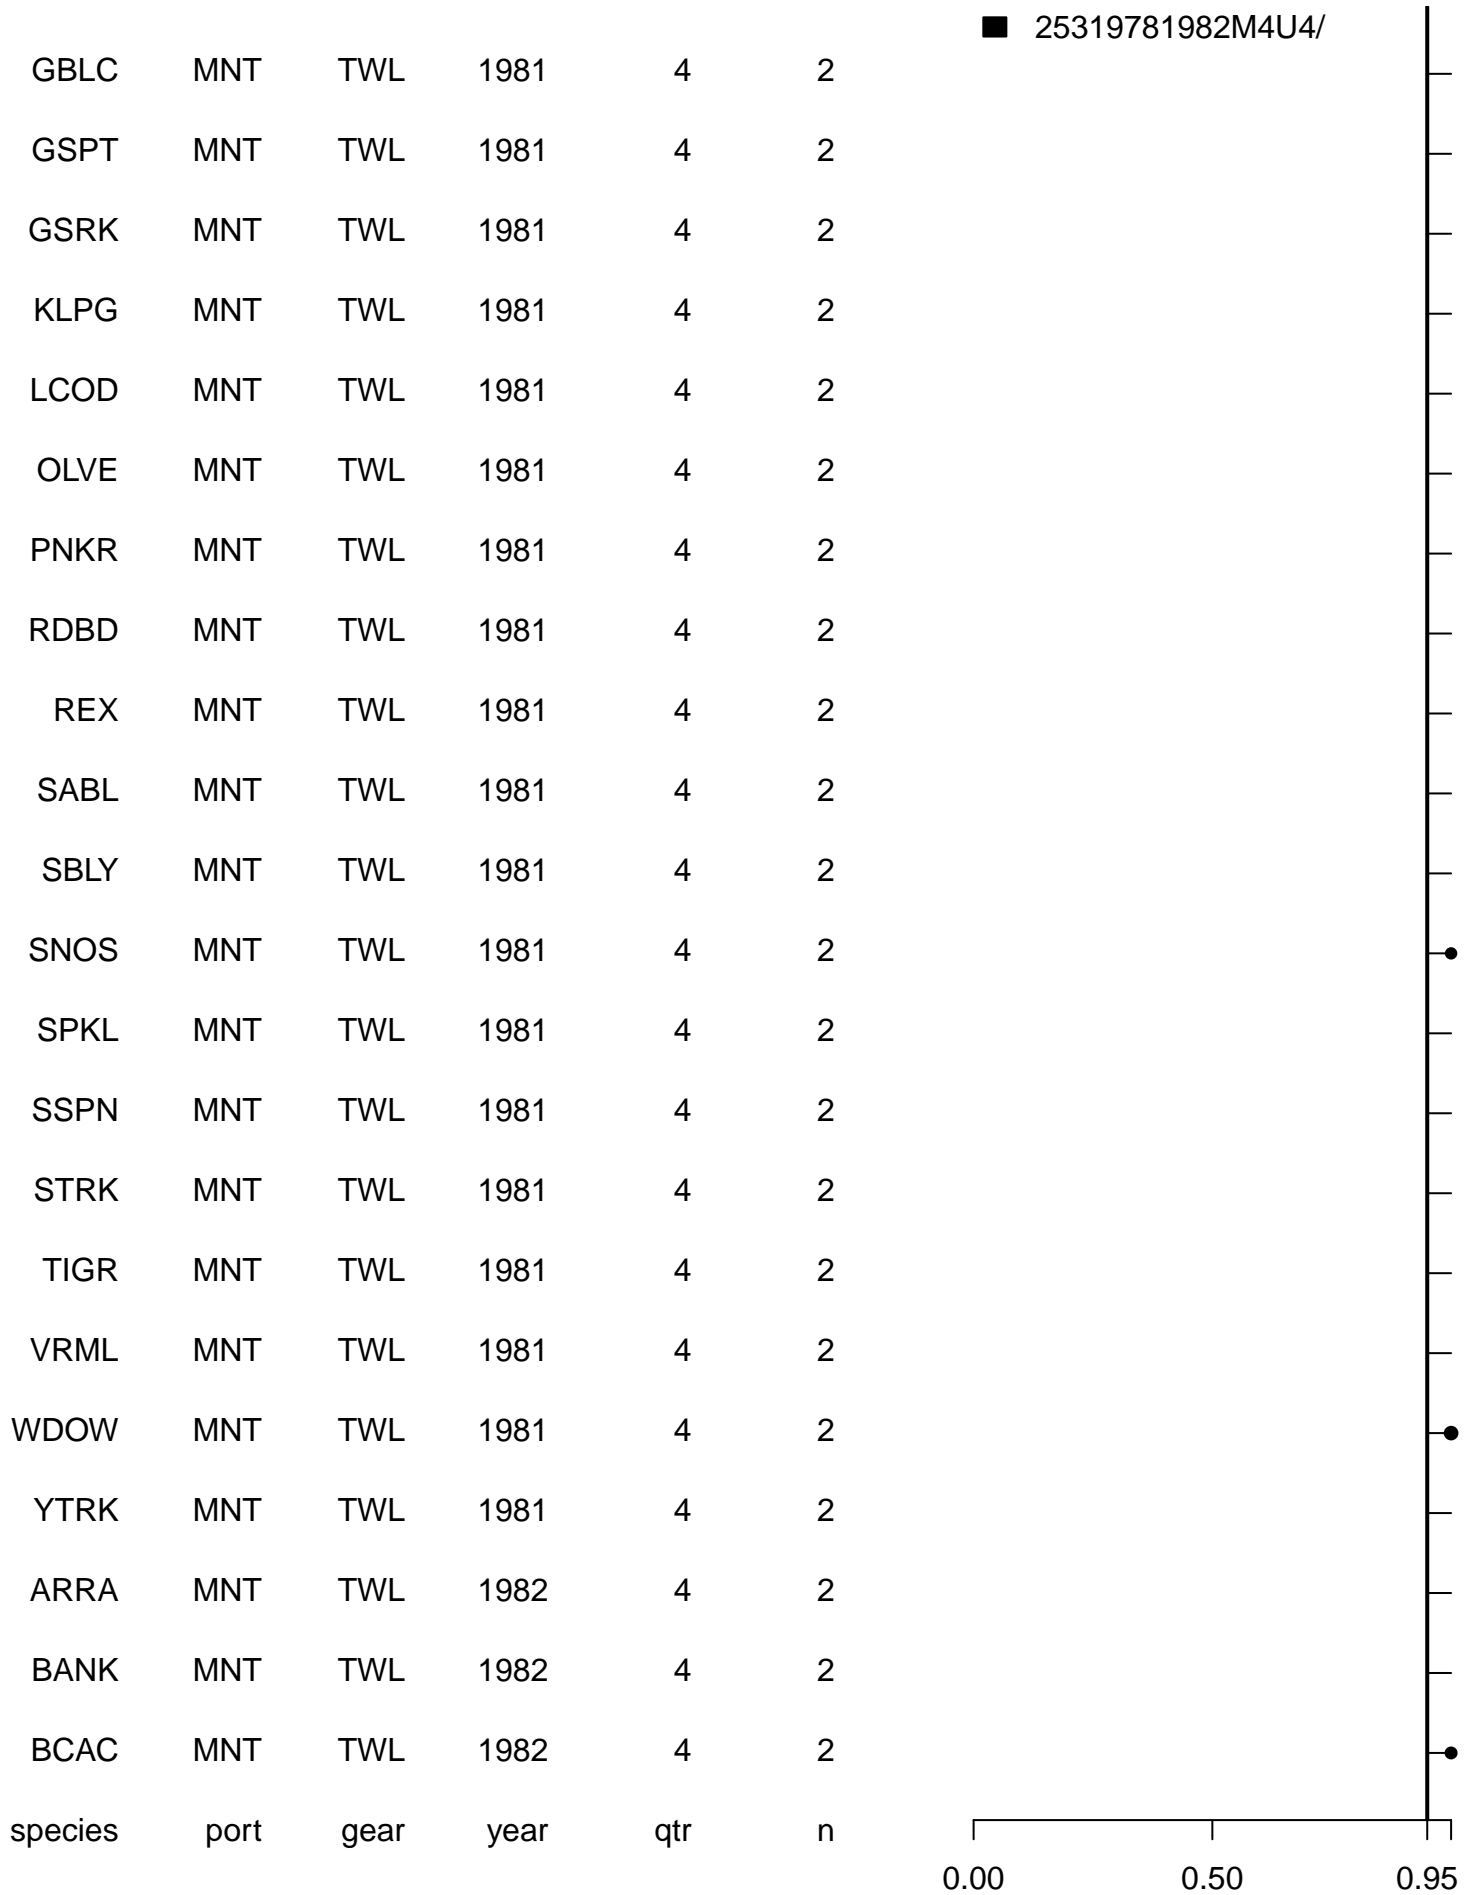 25319781982M4U4/
GBLC MNT TWL 1981 4 2
GSPT MNT TWL 1981 4 2
GSRK MNT TWL 1981 4 2
KLPG MNT TWL 1981 4 2
LCOD MNT TWL 1981 4 2
OLVE MNT TWL 1981 4 2
PNKR MNT TWL 1981 4 2
RDBD MNT TWL 1981 4 2
REX MNT TWL 1981 4 2
SABL MNT TWL 1981 4 2
SBLY MNT TWL 1981 4 2
SNOS MNT TWL 1981 4 2
SPKL MNT TWL 1981 4 2
SSPN MNT TWL 1981 4 2
STRK MNT TWL 1981 4 2
TIGR MNT TWL 1981 4 2
VRML MNT TWL 1981 4 2
WDOW MNT TWL 1981 4 2
YTRK MNT TWL 1981 4 2
ARRA MNT TWL 1982 4 2
BANK MNT TWL 1982 4 2
BCAC MNT TWL 1982 4 2
species port gear year qtr n
0.00 0.50 0.95